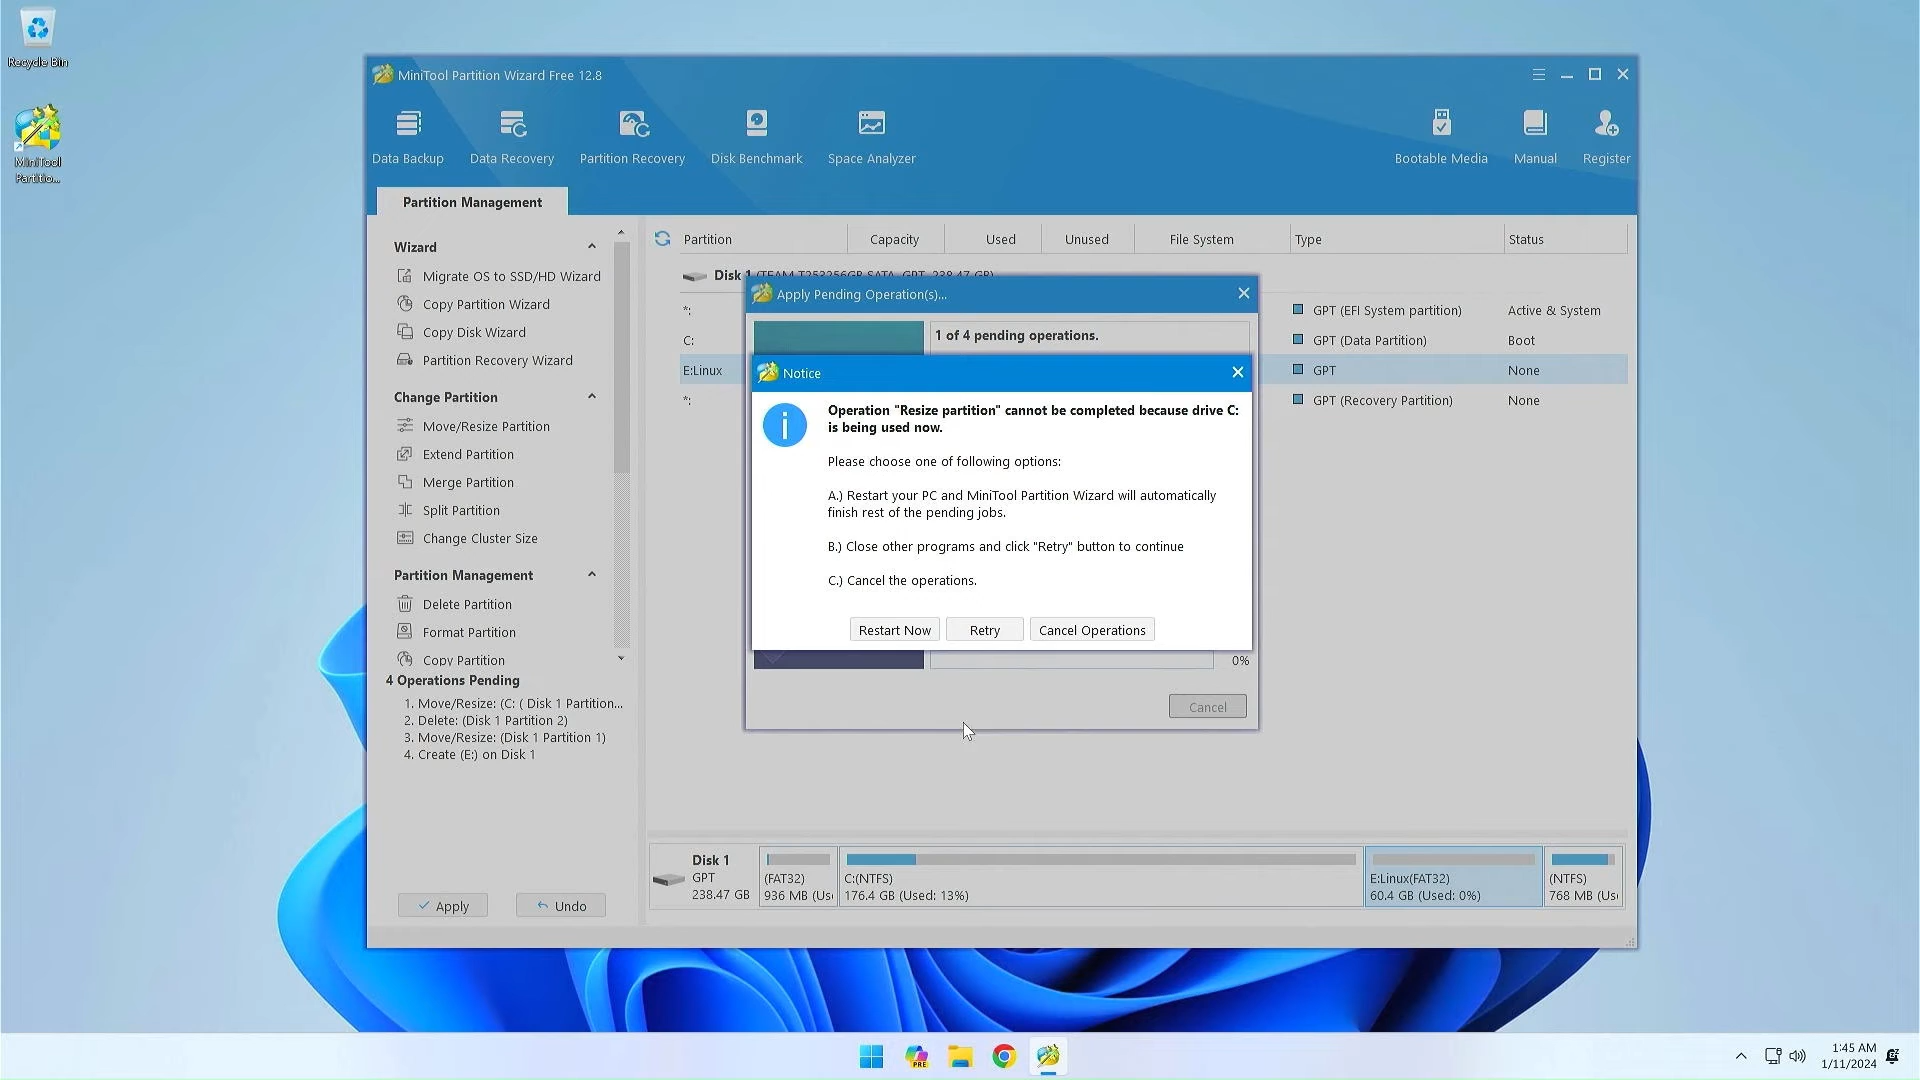 Recycle Bin
MiniTool
Partitio...
MiniTool Partition Wizard Free 12.8
Data Backup
Data Recovery
Partition Recovery
Disk Benchmark
Space Analyzer
Bootable Media
Manual
Register
Partition Management
Wizard
Migrate OS to SSD/HD Wizard
Copy Partition Wizard
Copy Disk Wizard
Partition Recovery Wizard
Change Partition
Move/Resize Partition
Extend Partition
Merge Partition
Split Partition
Change Cluster Size
Partition Management
Delete Partition
Format Partition
Copy Partition
4 Operations Pending
1. Move/Resize: (C: ( Disk 1 Partition...
2. Delete: (Disk 1 Partition 2)
3. Move/Resize: (Disk 1 Partition 1)
4. Create (E:) on Disk 1
Apply
Undo
Partition Capacity Used Unused File System Type Status
Disk 1 (TEAM T253256GB SATA, GPT, 238.47 GB)
*: GPT (EFI System partition) Active & System
C: GPT (Data Partition) Boot
E:Linux GPT None
*: GPT (Recovery Partition) None
Apply Pending Operation(s)...
1 of 4 pending operations.
Notice
Operation "Resize partition" cannot be completed because drive C:
is being used now.
Please choose one of following options:
A.) Restart your PC and MiniTool Partition Wizard will automatically
finish rest of the pending jobs.
B.) Close other programs and click "Retry" button to continue
C.) Cancel the operations.
Restart Now
Retry
Cancel Operations
0%
Cancel
Disk 1
GPT
238.47 GB
(FAT32)
936 MB (Us
C:(NTFS)
176.4 GB (Used: 13%)
E:Linux(FAT32)
60.4 GB (Used: 0%)
(NTFS)
768 MB (Us
PRE
1:45 AM
1/11/2024